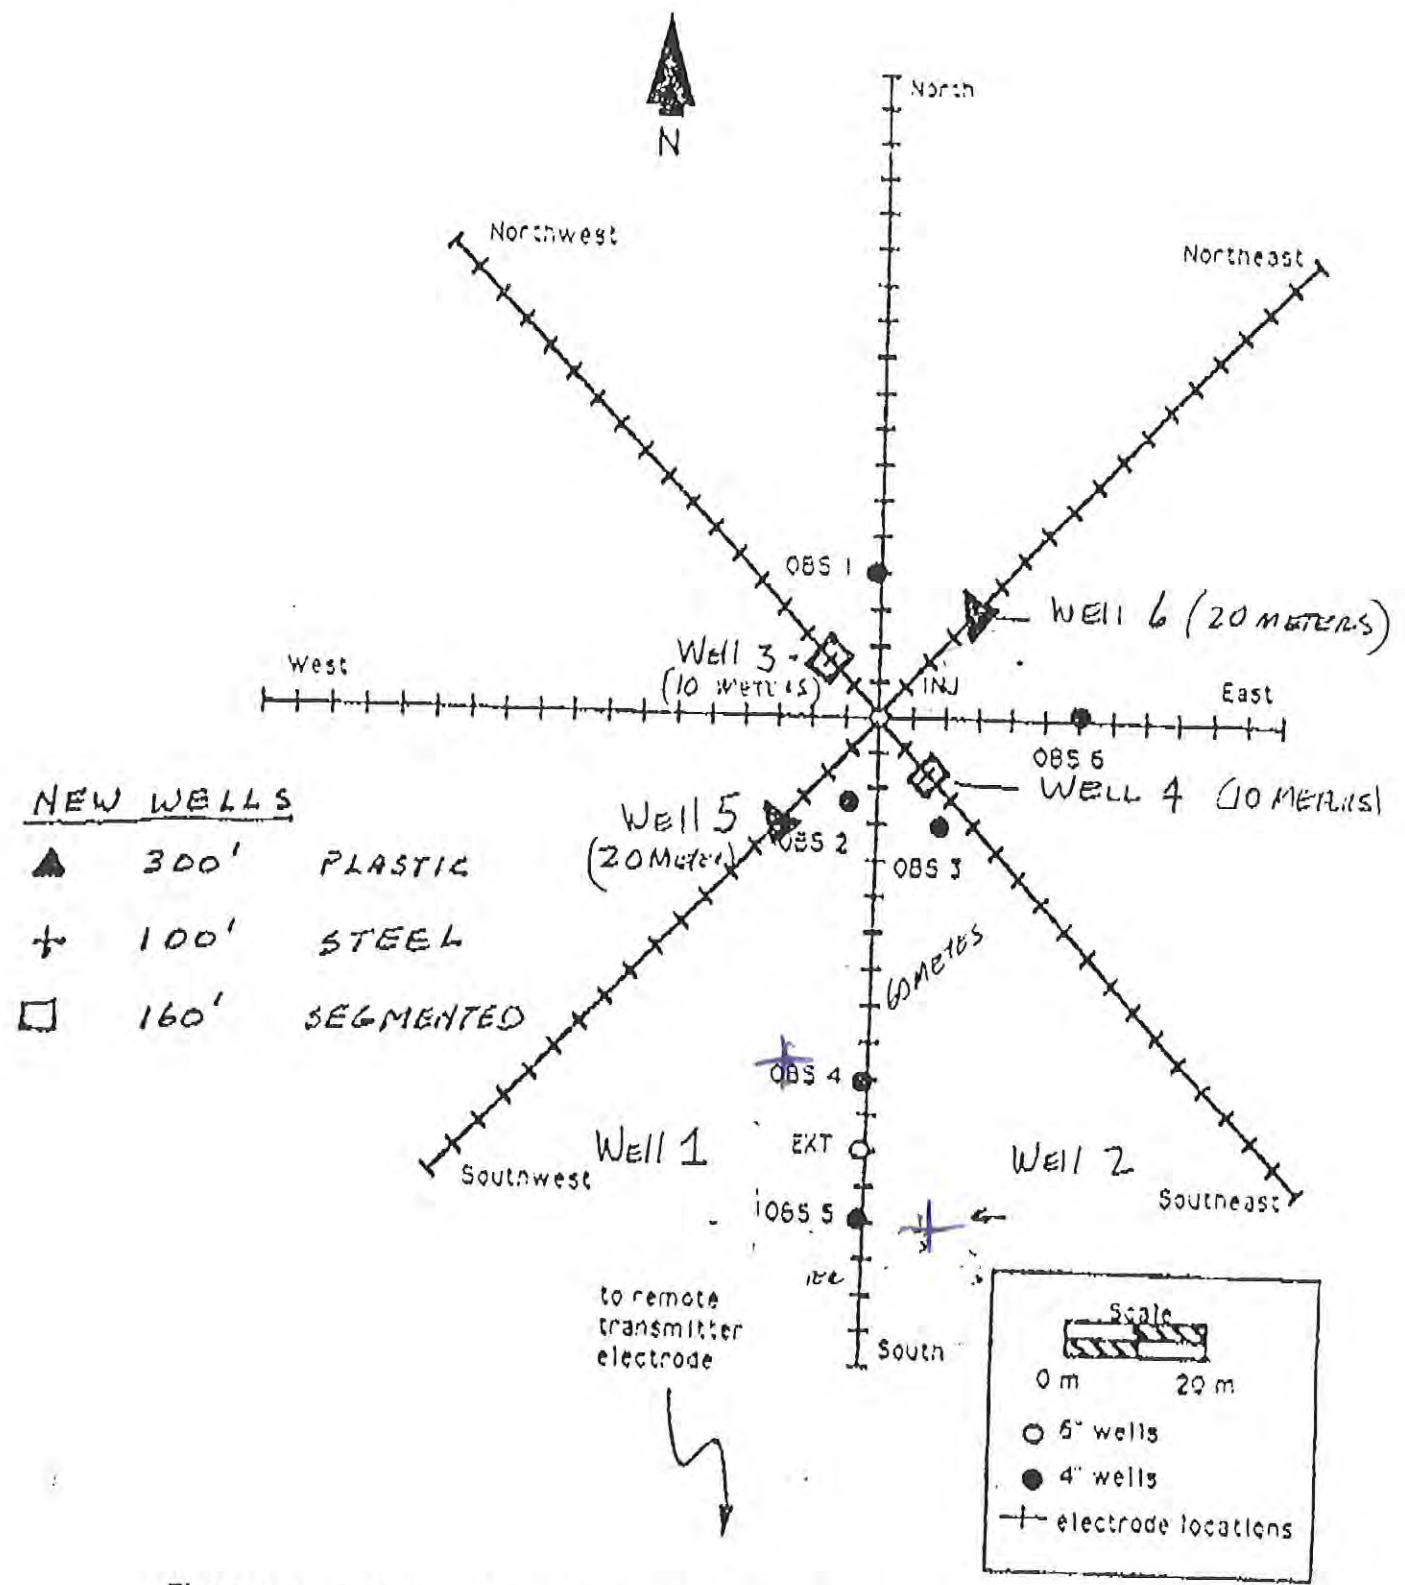 North
N
Northwest
Northeast
OBS 1
WEll 6 (20 METERS)
WEll 3
(10 METERS)
West
INJ
East
OBS 6
WELL 4 (10 METERS)
NEW WELLS
WEll 5
(20 Meter)
OBS 2
OBS 3
300' PLASTIC
100' STEEL
160' SEGMENTED
60 METES
OBS 4
WEll 1
EXT
WEll 2
Southwest
Southeast
OBS 5
to remote
transmitter
electrode
South
Scale
0 m 20 m
wells
4" wells
electrode locations